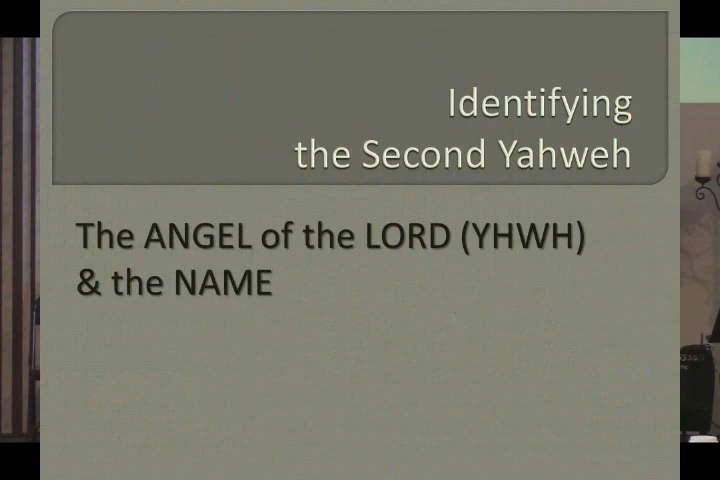 Identifying
the Second Yahweh
The ANGEL of the LORD (YHWH)
& the NAME